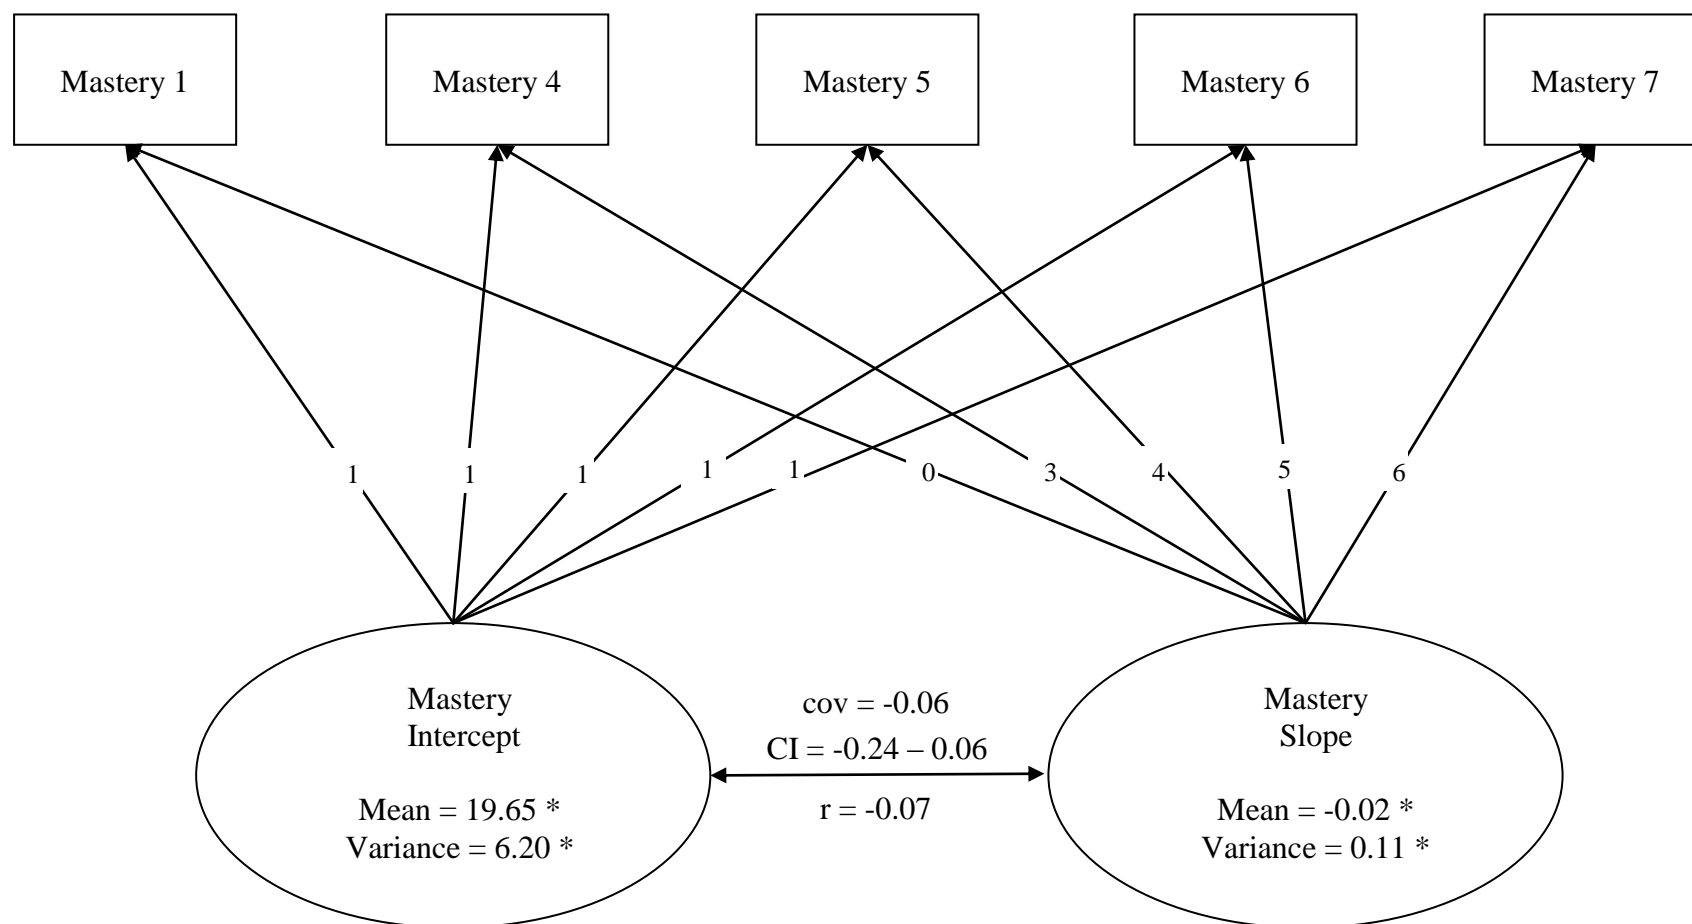 Mastery 1
Mastery 4
Mastery 5
Mastery 6
Mastery 7
1
1
1
1
1
0
3
4
5
6
Mastery
Intercept
Mean = 19.65 *
Variance = 6.20 *
cov = -0.06
CI = -0.24 – 0.06
r = -0.07
Mastery
Slope
Mean = -0.02 *
Variance = 0.11 *